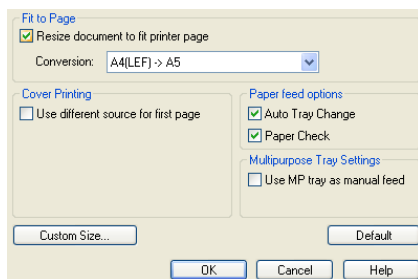 Fit to Page
Resize document to fit printer page
Conversion: A4(LEF) -> A5
Cover Printing
Use different source for first page
Paper feed options
Auto Tray Change
Paper Check
Multipurpose Tray Settings
Use MP tray as manual feed
Custom Size...
Default
OK Cancel Help